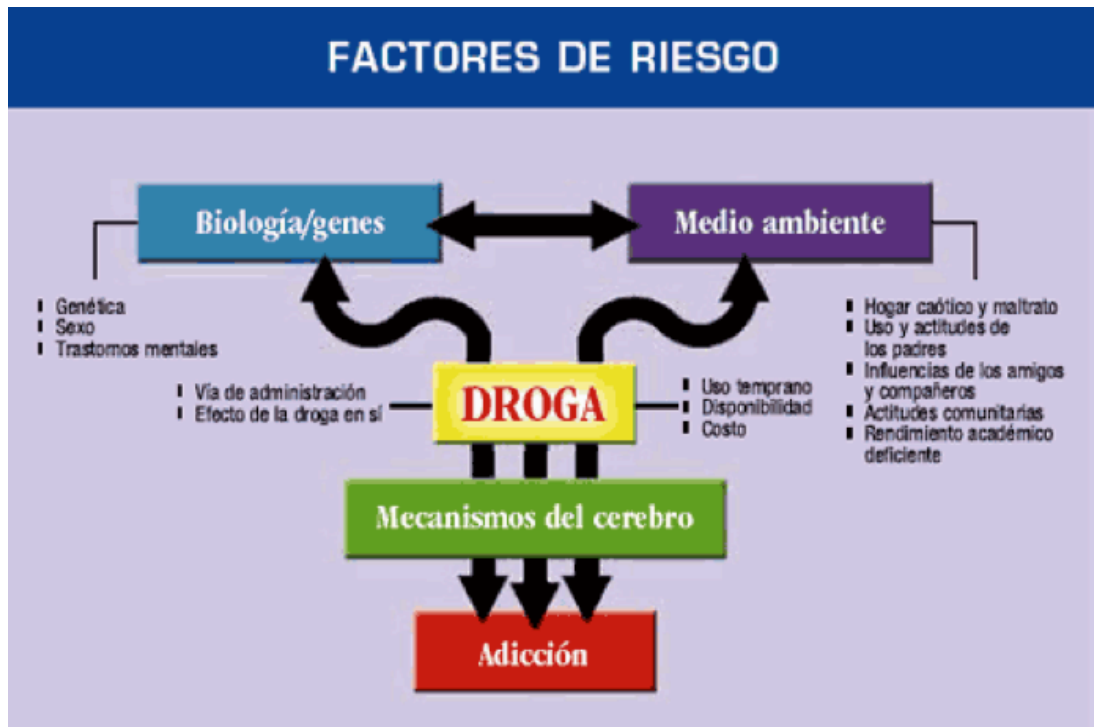 FACTORES DE RIESGO
Biología/genes
Medio ambiente
Genética
Sexo
Trastornos mentales
Hogar caótico y maltrato
Uso y actitudes de
los padres
Influencias de los amigos
y compañeros
Actitudes comunitarias
Rendimiento académico
deficiente
Vía de administración
Efecto de la droga en sí
DROGA
Uso temprano
Disponibilidad
Costo
Mecanismos del cerebro
Adicción